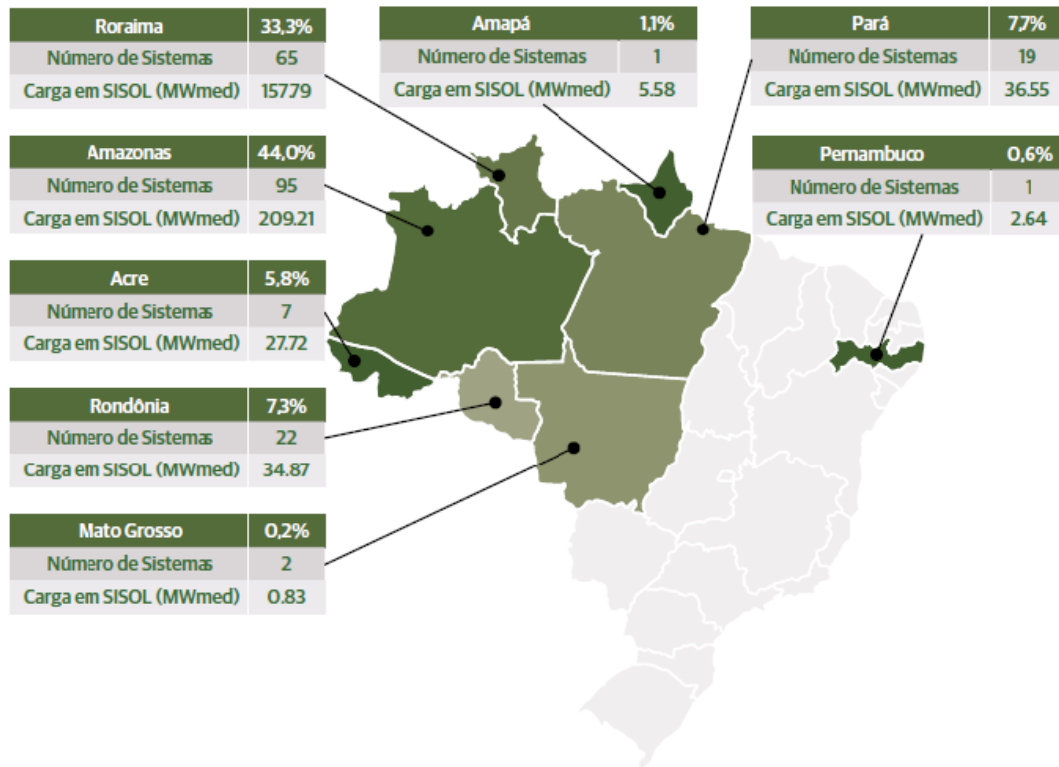 Roraima 33,3%
Número de Sistemas 65
Carga em SISOL (MWmed) 157.79
Amapá 1,1%
Número de Sistemas 1
Carga em SISOL (MWmed) 5.58
Pará 7,7%
Número de Sistemas 19
Carga em SISOL (MWmed) 36.55
Amazonas 44,0%
Número de Sistemas 95
Carga em SISOL (MWmed) 209.21
Pernambuco 0,6%
Número de Sistemas 1
Carga em SISOL (MWmed) 2.64
Acre 5,8%
Número de Sistemas 7
Carga em SISOL (MWmed) 27.72
Rondônia 7,3%
Número de Sistemas 22
Carga em SISOL (MWmed) 34.87
Mato Grosso 0,2%
Número de Sistemas 2
Carga em SISOL (MWmed) 0.83